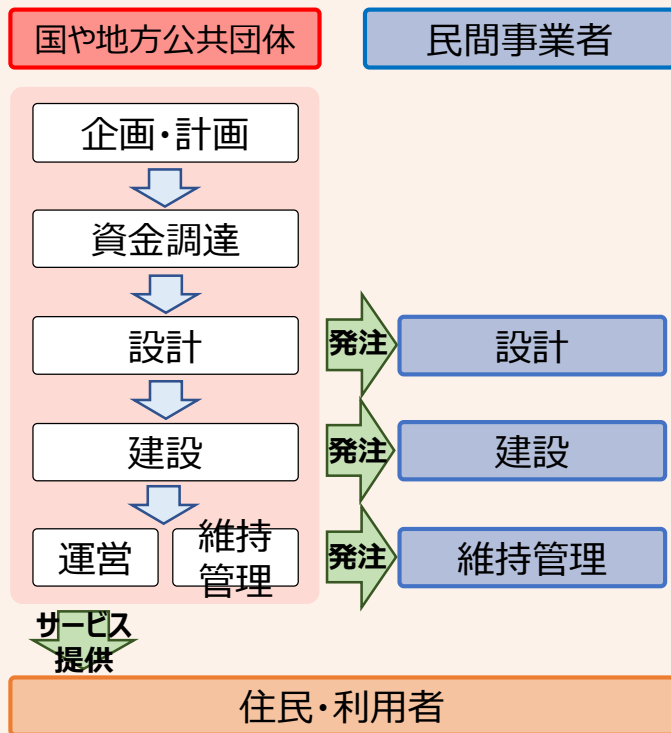 国や地方公共団体
民間事業者
企画・計画
資金調達
設計
発注
設計
建設
発注
建設
運営
維持
管理
発注
維持管理
サービス
提供
住民・利用者